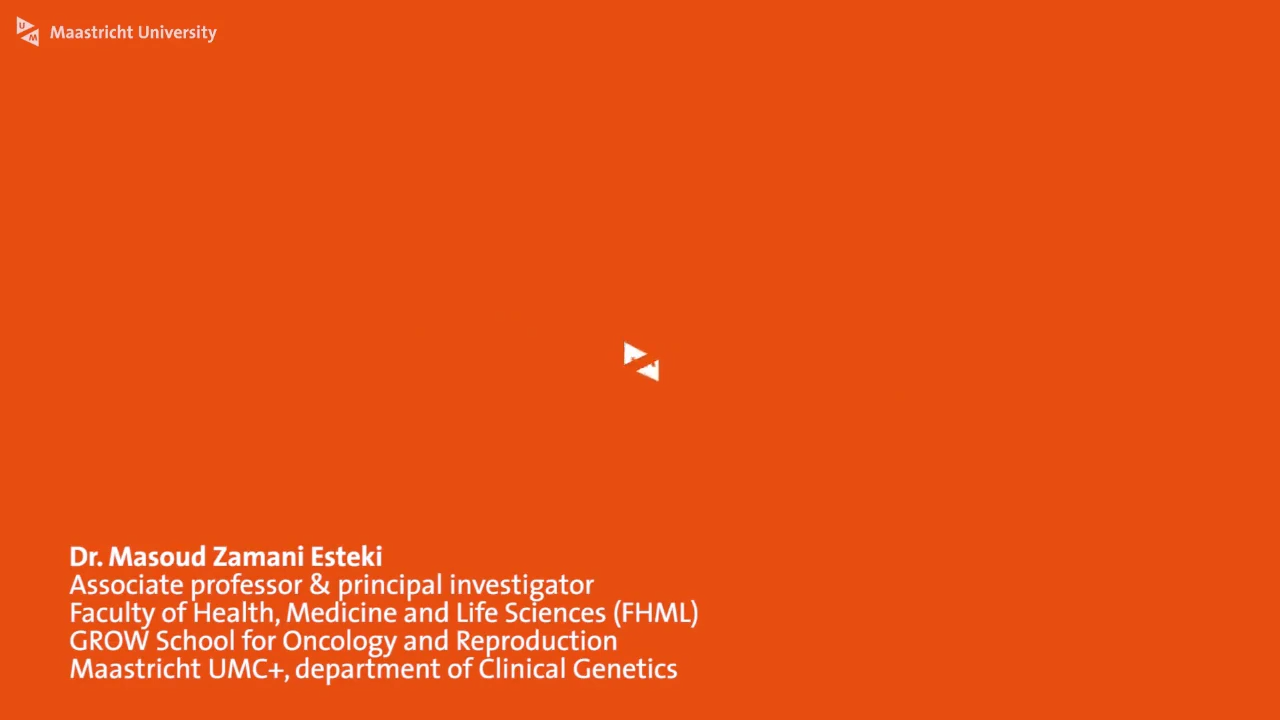 UM Maastricht University
Dr. Masoud Zamani Esteki
Associate professor & principal investigator
Faculty of Health, Medicine and Life Sciences (FHML)
GROW School for Oncology and Reproduction
Maastricht UMC+, department of Clinical Genetics